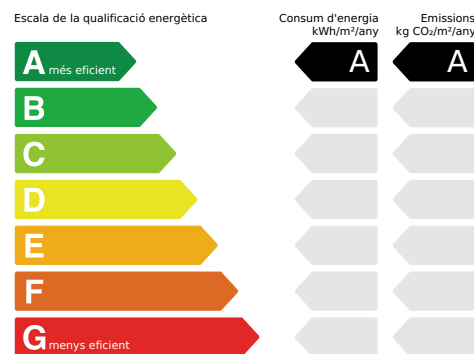 Escala de la qualificació energètica
Consum d'energia
kWh/m²/any
Emissions
kg CO₂/m²/any
A més eficient
A
A
B
C
D
E
F
G menys eficient